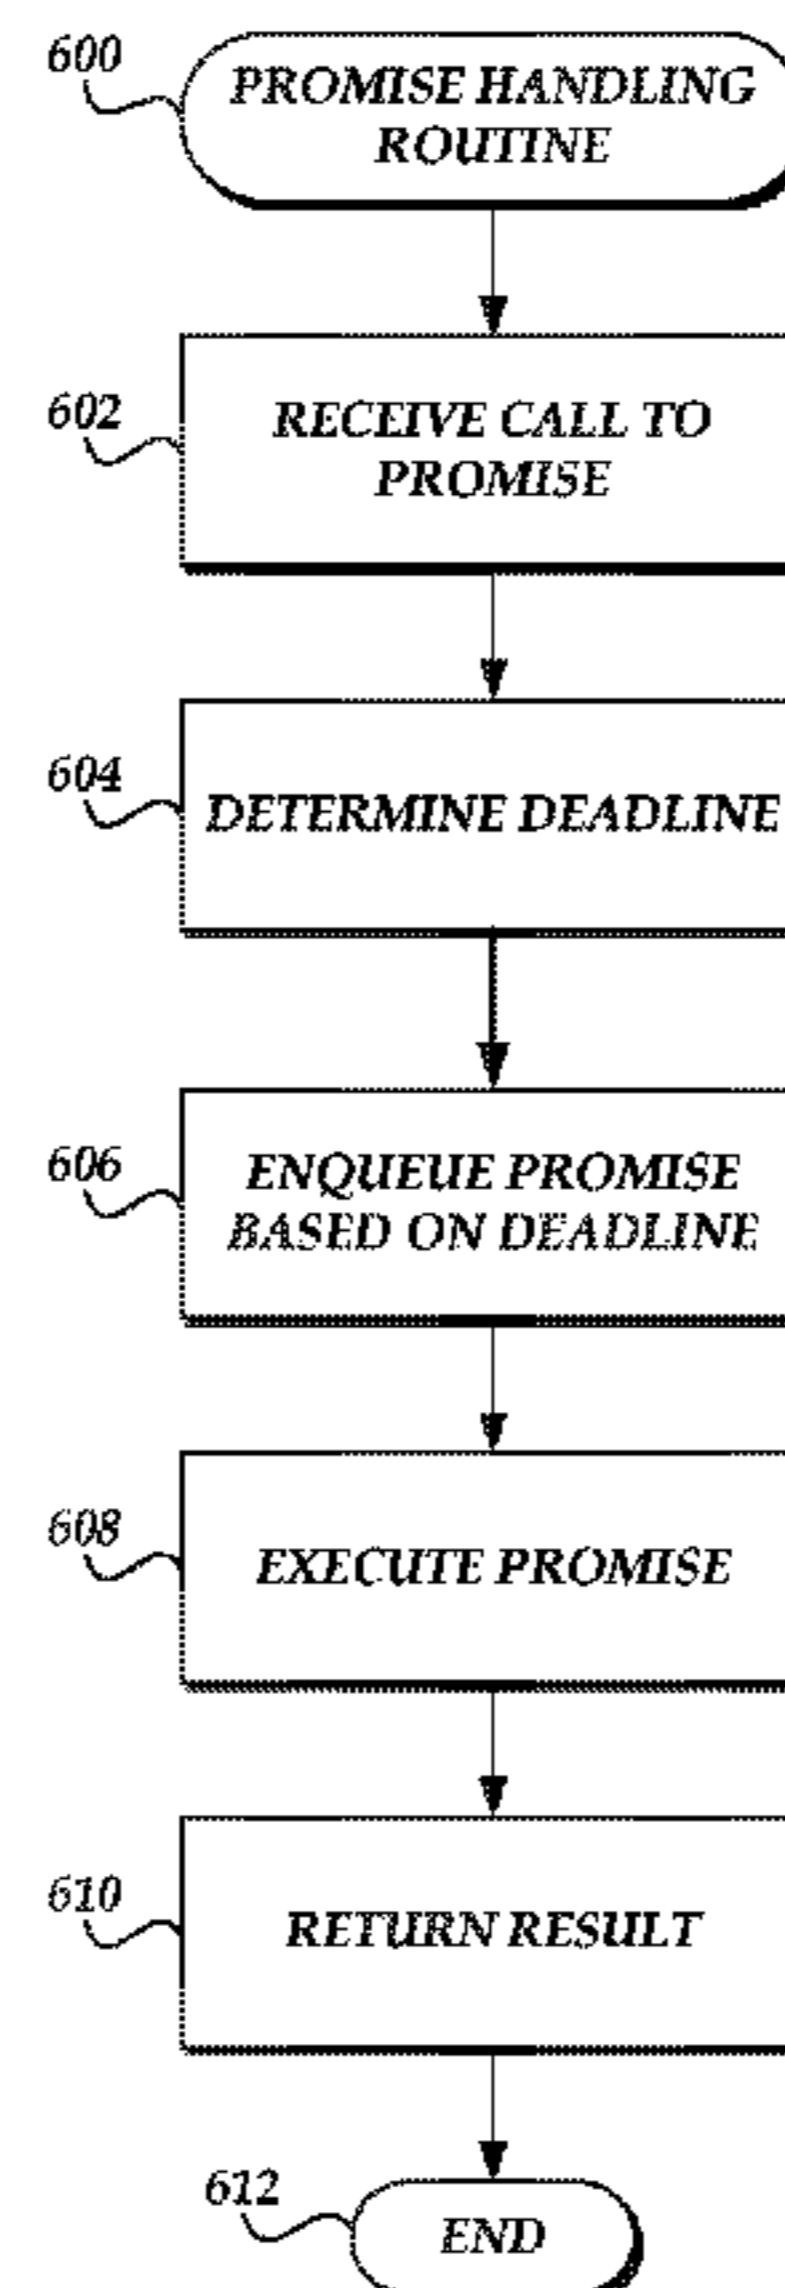 600
PROMISE HANDLING
ROUTINE
602
RECEIVE CALL TO
PROMISE
604
DETERMINE DEADLINE
606
ENQUEUE PROMISE
BASED ON DEADLINE
608
EXECUTE PROMISE
610
RETURN RESULT
612
END